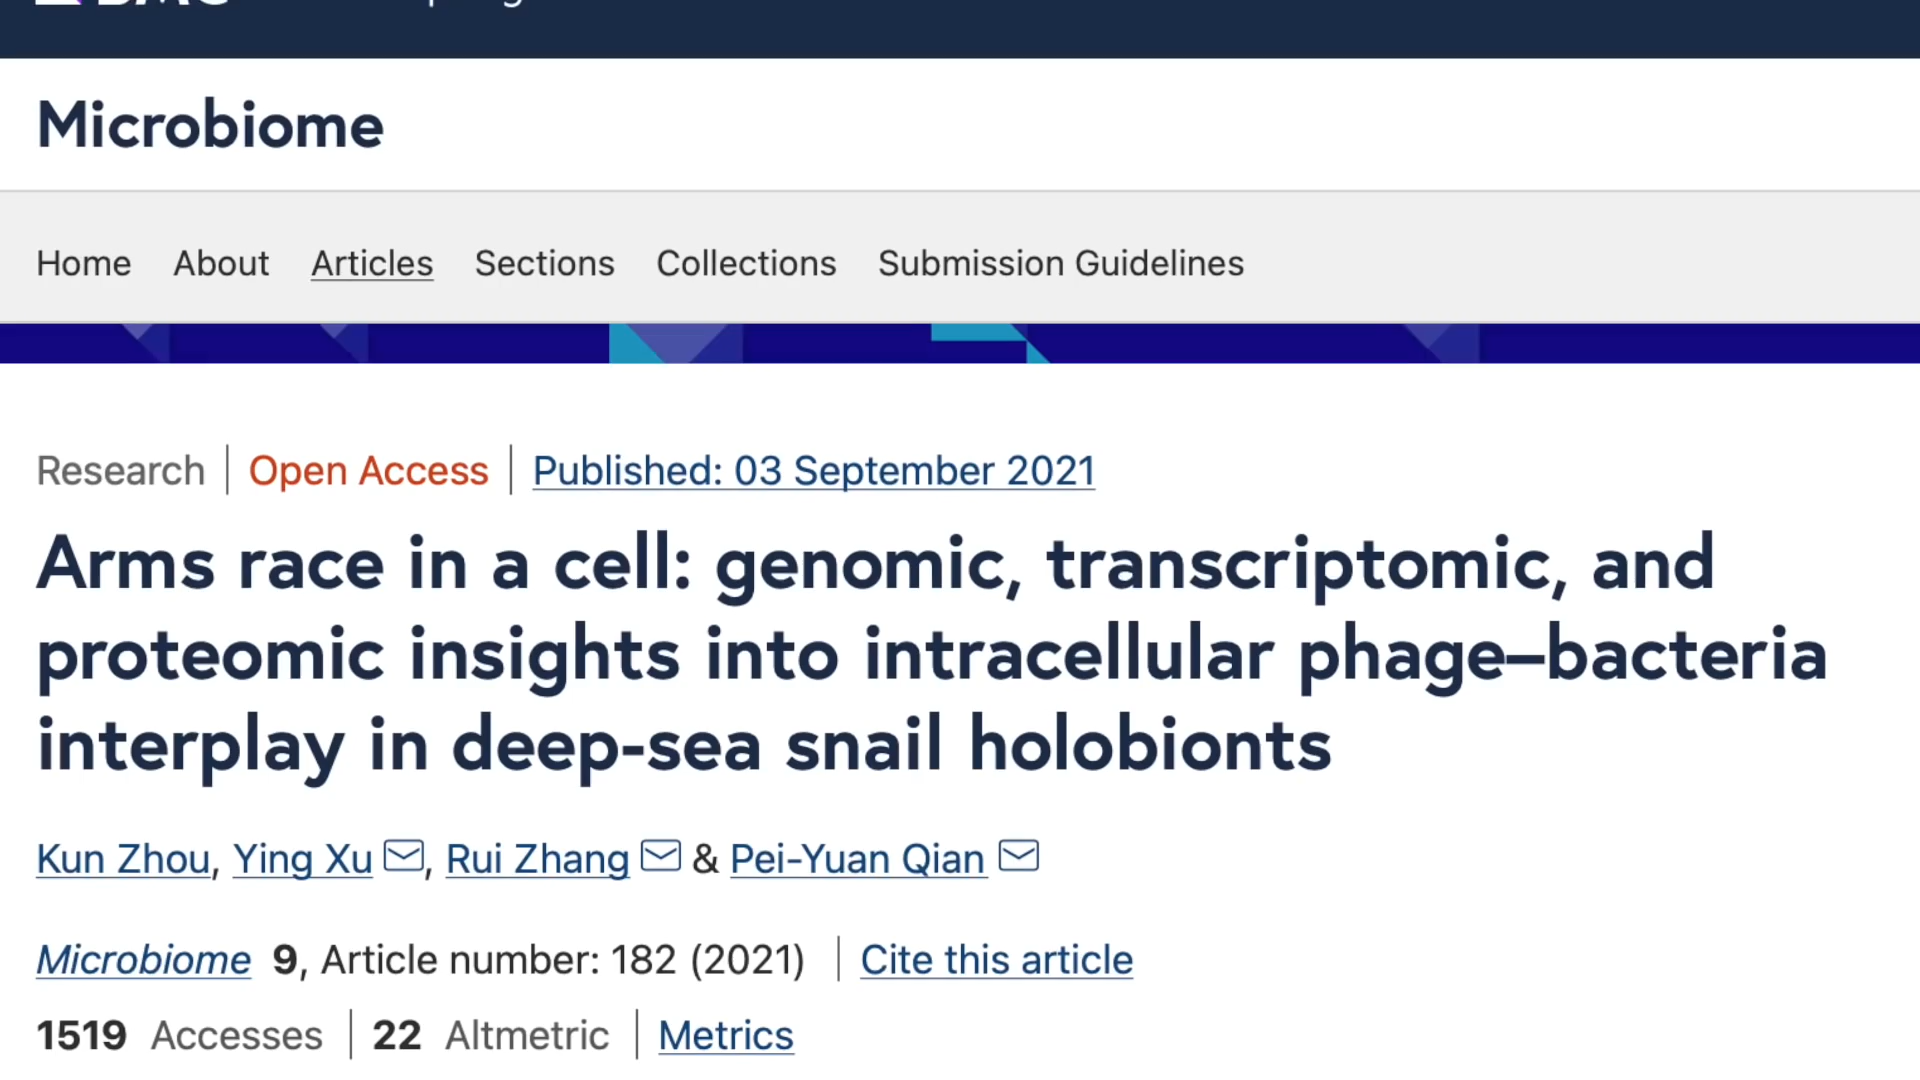 Microbiome
Home About Articles Sections Collections Submission Guidelines
Research Open Access Published: 03 September 2021
Arms race in a cell: genomic, transcriptomic, and
proteomic insights into intracellular phage–bacteria
interplay in deep-sea snail holobionts
Kun Zhou, Ying Xu, Rui Zhang & Pei-Yuan Qian
Microbiome 9, Article number: 182 (2021) Cite this article
1519 Accesses 22 Altmetric Metrics